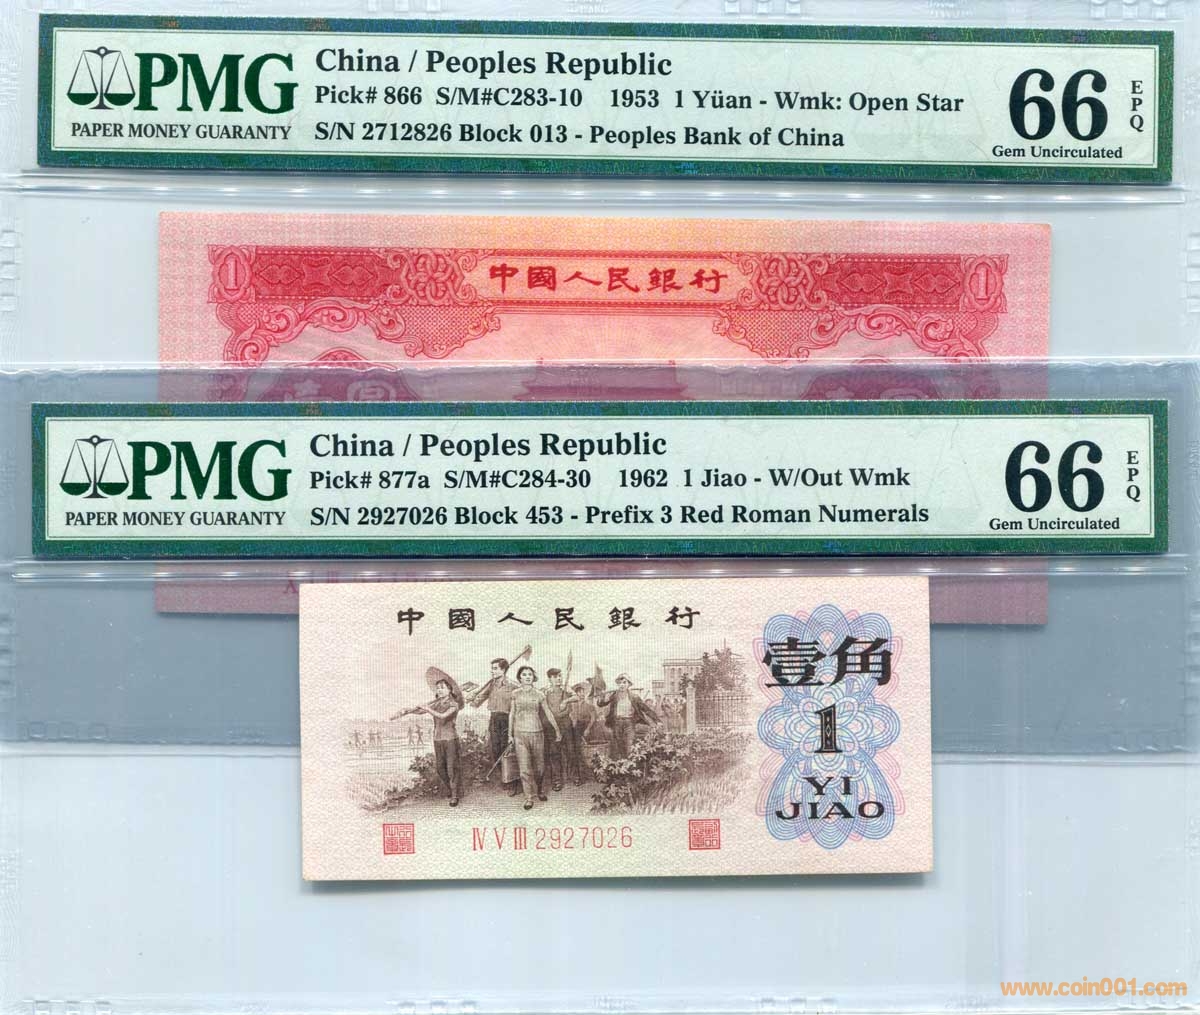 PMG
PAPER MONEY GUARANTY
China / Peoples Republic
Pick# 866 S/M#C283-10 1953 1 Yüan - Wmk: Open Star
S/N 2712826 Block 013 - Peoples Bank of China
66
EPQ
Gem Uncirculated
1
中國人民銀行
1
PMG
PAPER MONEY GUARANTY
China / Peoples Republic
Pick# 877a S/M#C284-30 1962 1 Jiao - W/Out Wmk
S/N 2927026 Block 453 - Prefix 3 Red Roman Numerals
66
EPQ
Gem Uncirculated
中國人民銀行
壹角
1
YI
JIAO
IV V III 2927026
www.coin001.com